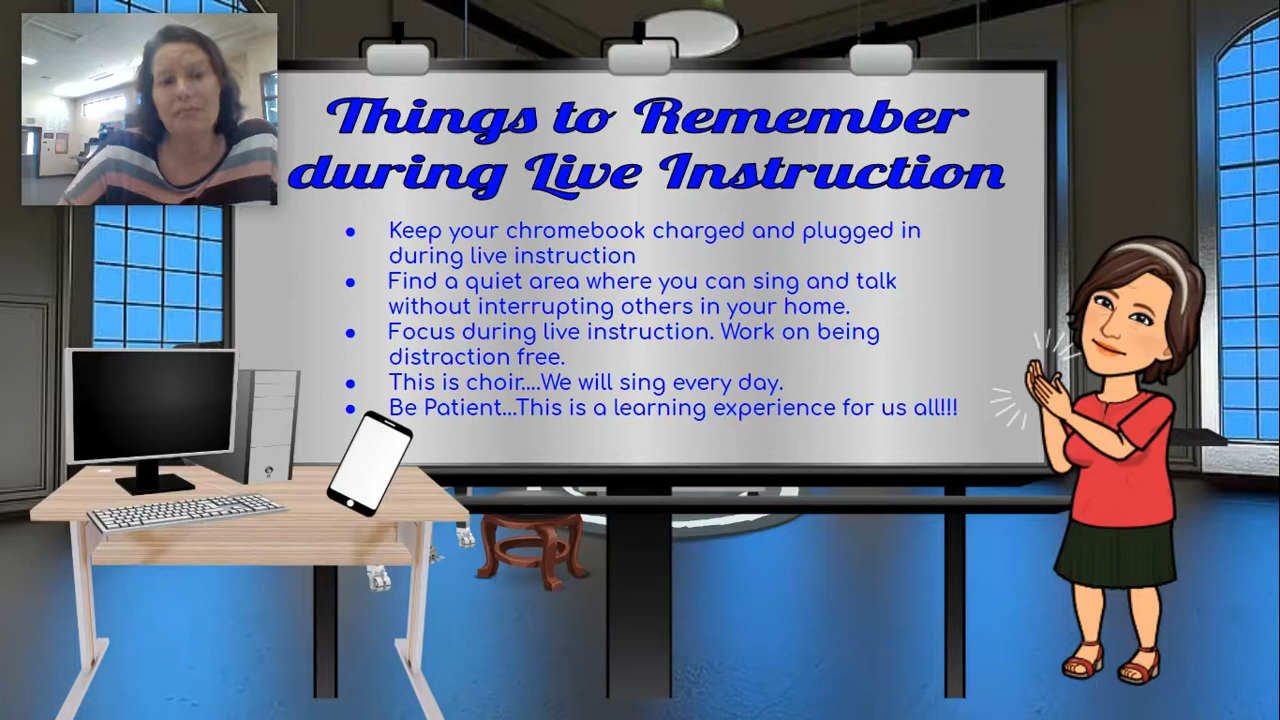 Things to Remember
during Live Instruction
● Keep your chromebook charged and plugged in
during live instruction
● Find a quiet area where you can sing and talk
without interrupting others in your home.
● Focus during live instruction. Work on being
distraction free.
● This is choir....We will sing every day.
● Be Patient...This is a learning experience for us all!!!